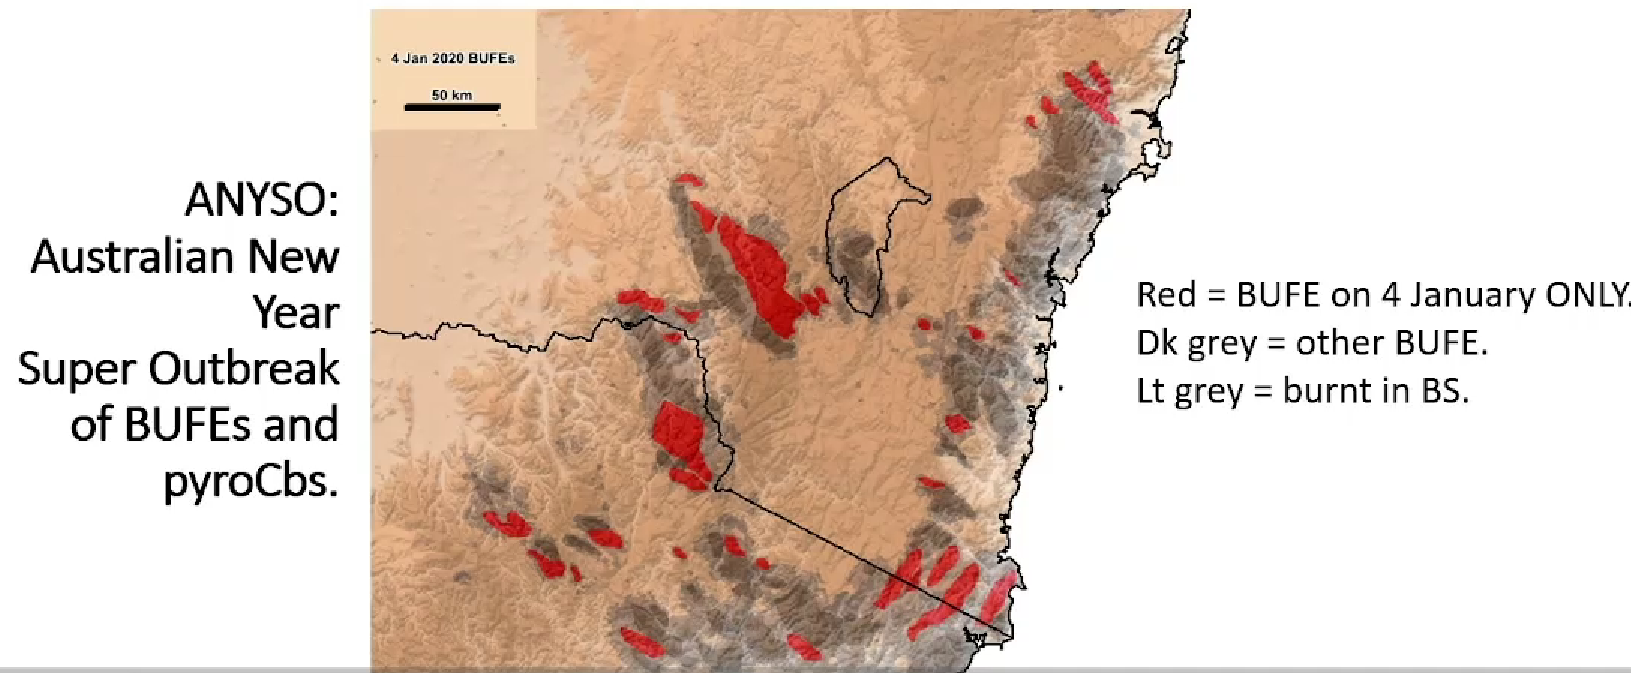 ANYSO:
Australian New
Year
Super Outbreak
of BUFEs and
pyroCbs.
4 Jan 2020 BUFEs
50 km
Red = BUFE on 4 January ONLY.
Dk grey = other BUFE.
Lt grey = burnt in BS.